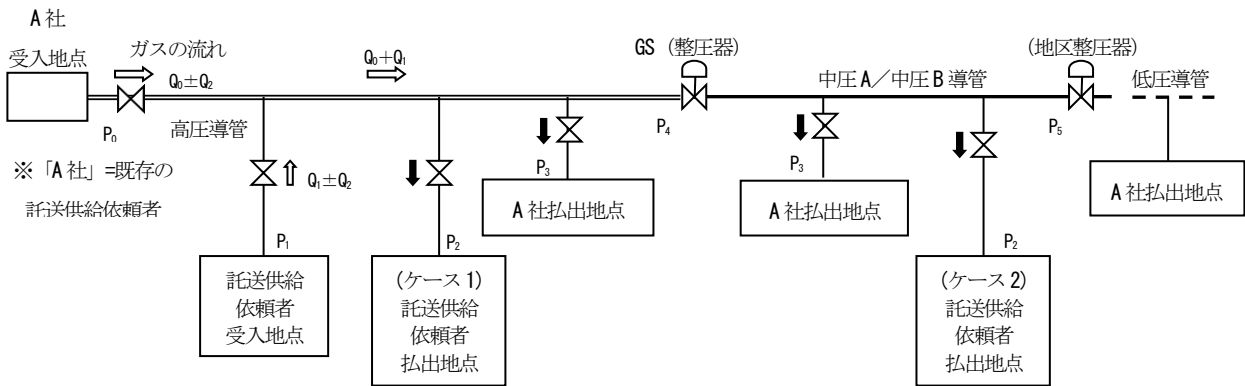 A社
受入地点
ガスの流れ
Q₀±Q₂
Q₀+Q₁
GS（整圧器）
中圧A／中圧B導管
（地区整圧器）
低圧導管
P₀
高圧導管
P₄
P₅
※「A社」=既存の
託送供給依頼者
Q₁±Q₂
P₃
A社払出地点
P₃
A社払出地点
A社払出地点
P₁
託送供給
依頼者
受入地点
P₂
（ケース1）
託送供給
依頼者
払出地点
P₂
（ケース2）
託送供給
依頼者
払出地点